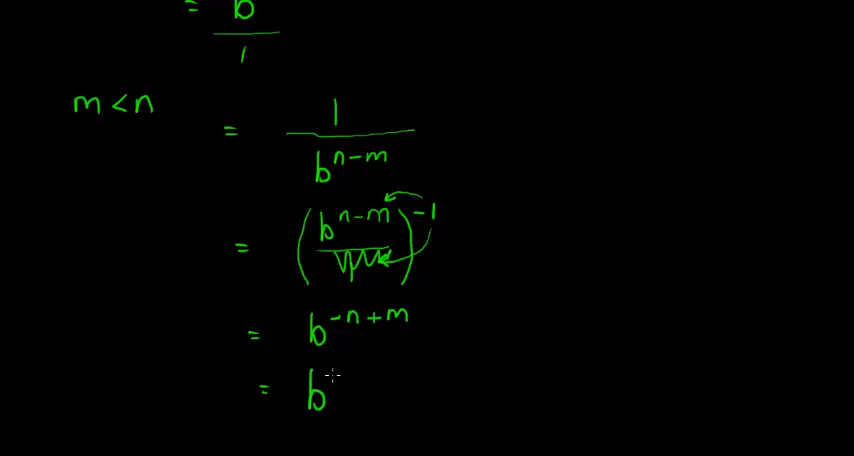 = b
1
m < n
= 1 / b^(n-m)
= (b^(n-m))^-1
= b^(-n+m)
= b